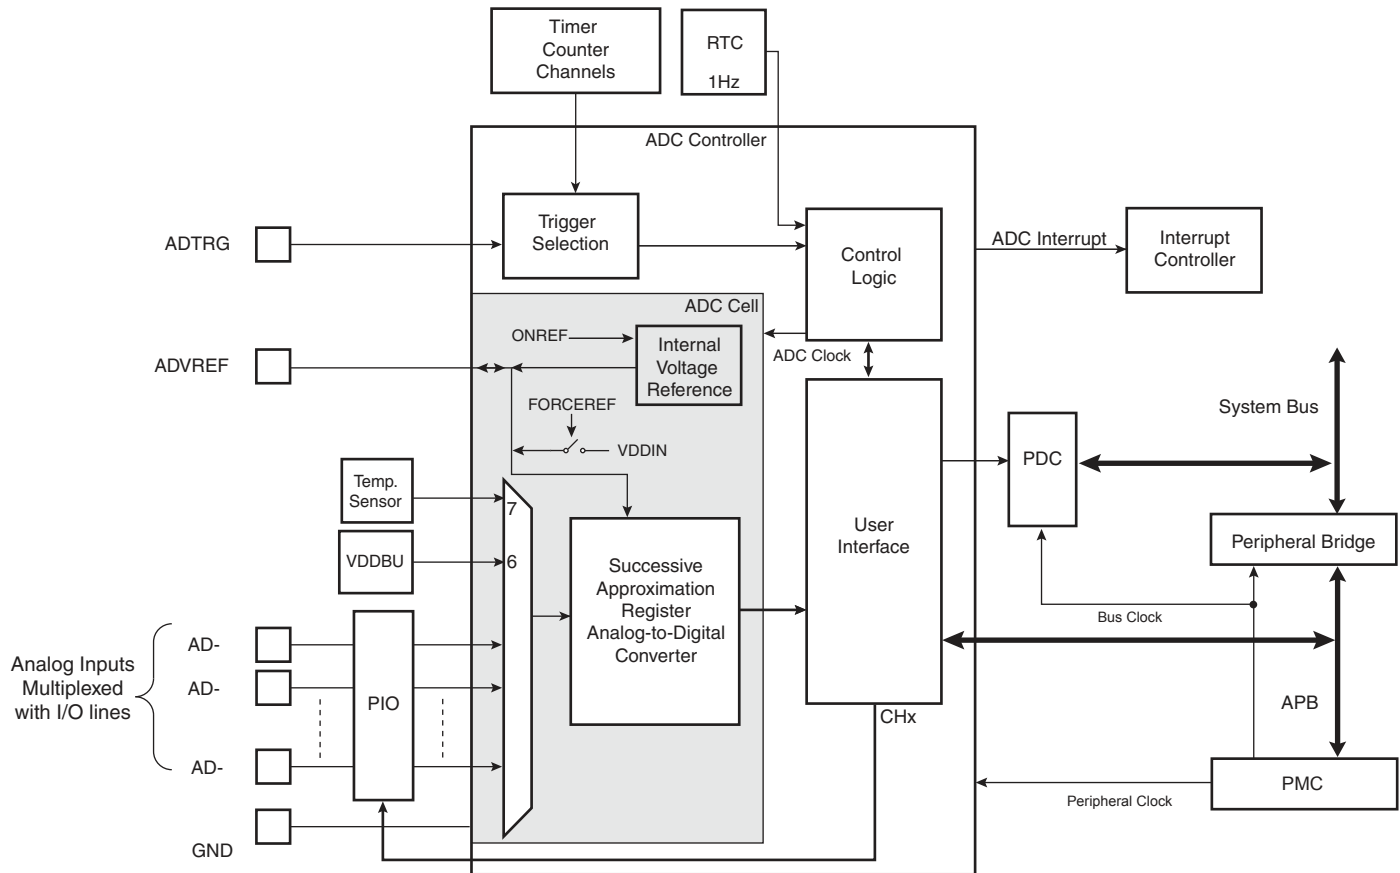 Timer
Counter
Channels
RTC
1Hz
ADC Controller
ADTRG
Trigger
Selection
Control
Logic
ADC Interrupt
Interrupt
Controller
ADC Cell
ONREF
Internal
Voltage
Reference
ADC Clock
ADVREF
FORCEREF
VDDIN
System Bus
PDC
Temp.
Sensor
7
VDDBU
6
User
Interface
Peripheral Bridge
Successive
Approximation
Register
Analog-to-Digital
Converter
Bus Clock
Analog Inputs
Multiplexed
with I/O lines
AD-
AD-
AD-
PIO
CHx
APB
PMC
Peripheral Clock
GND